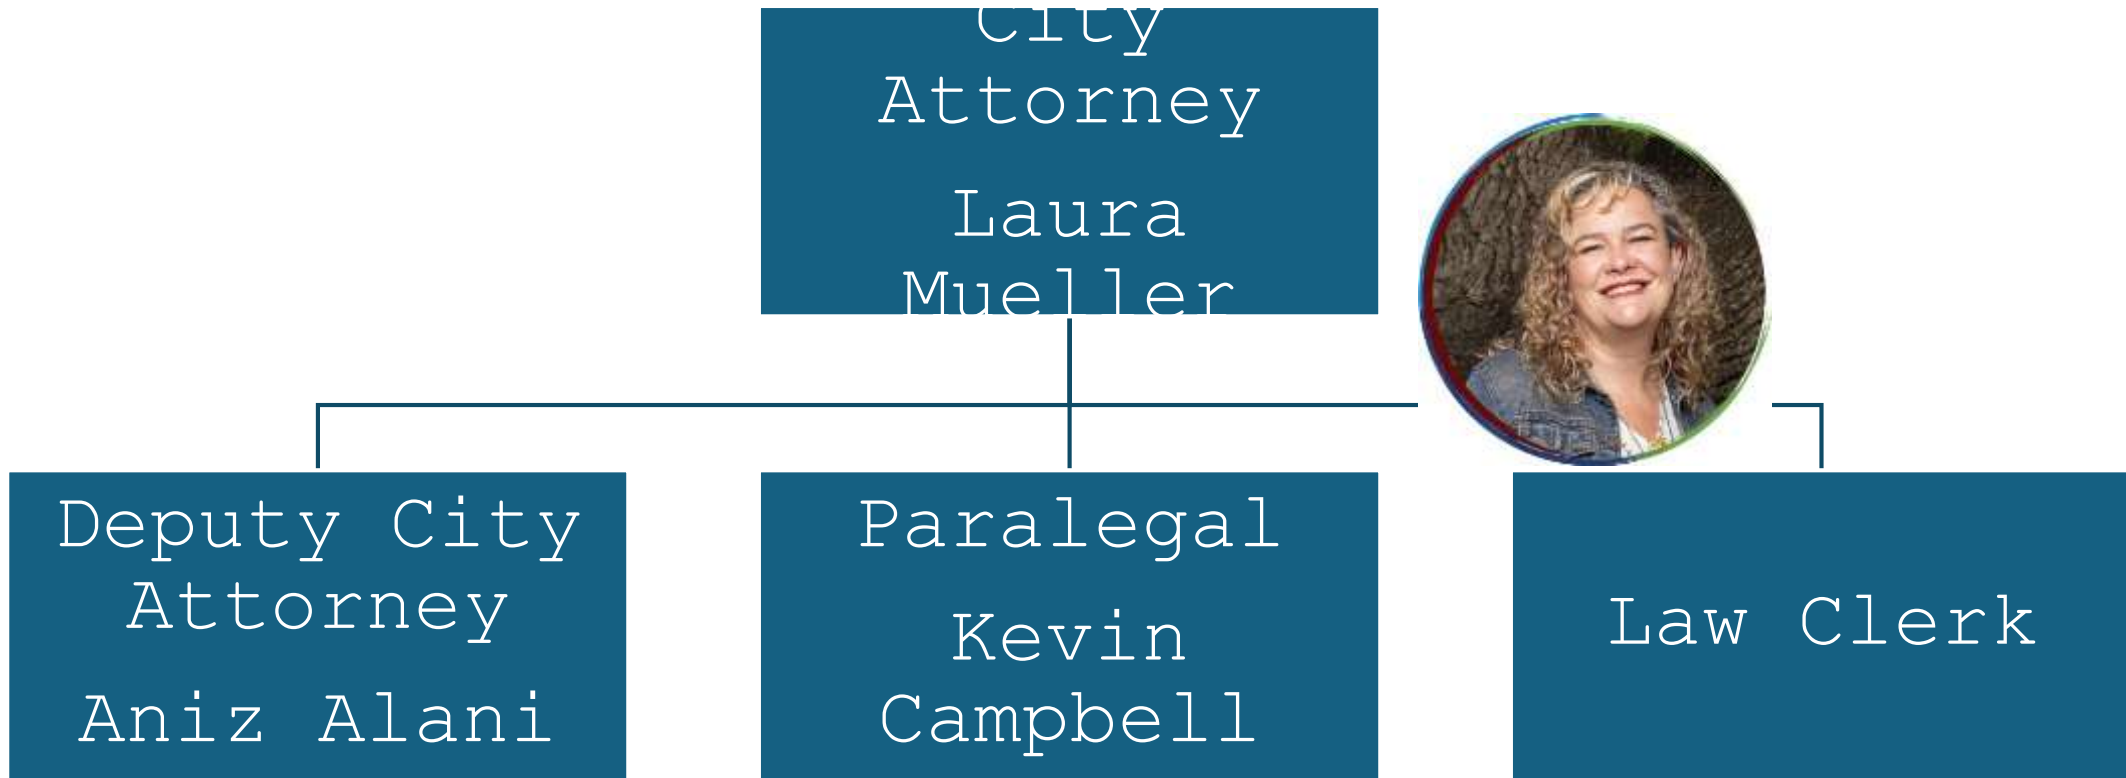 City
Attorney
Laura
Mueller
Deputy City
Attorney
Aniz Alani
Paralegal
Kevin
Campbell
Law Clerk